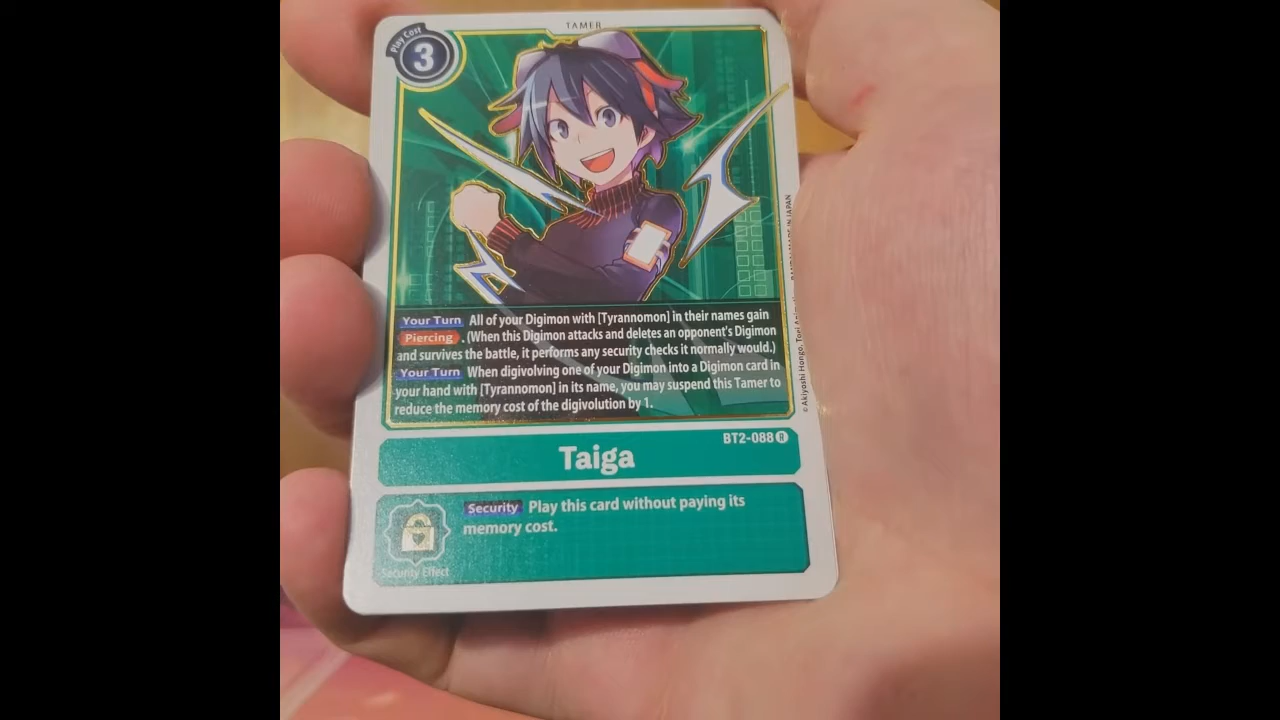 TAMER
Play Cost
3
Your Turn All of your Digimon with [Tyrannomon] in their names gain
Piercing . (When this Digimon attacks and deletes an opponent's Digimon
and survives the battle, it performs any security checks it normally would.)
Your Turn When digivolving one of your Digimon into a Digimon card in
your hand with [Tyrannomon] in its name, you may suspend this Tamer to
reduce the memory cost of the digivolution by 1.
© Akiyoshi Hongo, Toei Animation JAPAN
BT2-088 R
Taiga
Security Play this card without paying its
memory cost.
Security Effect